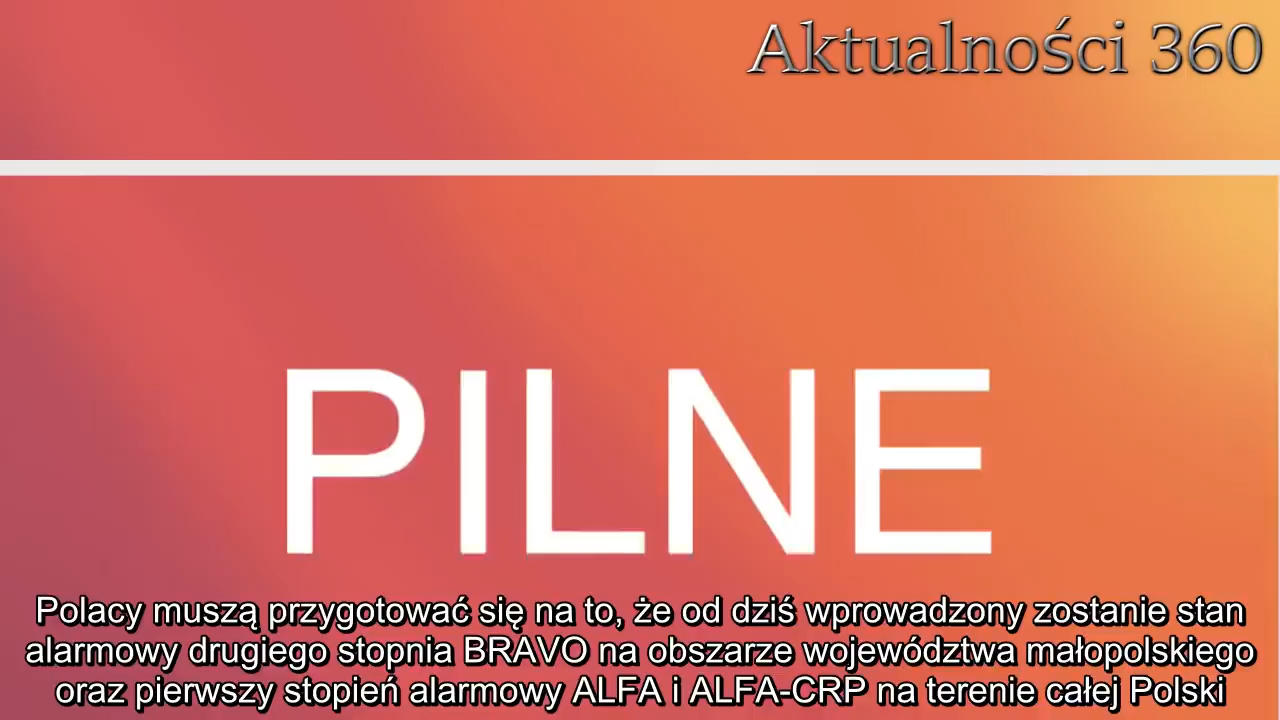 Aktualności 360
PILNE
Polacy muszą przygotować się na to, że od dziś wprowadzony zostanie stan
alarmowy drugiego stopnia BRAVO na obszarze województwa małopolskiego
oraz pierwszy stopień alarmowy ALFA i ALFA-CRP na terenie całej Polski